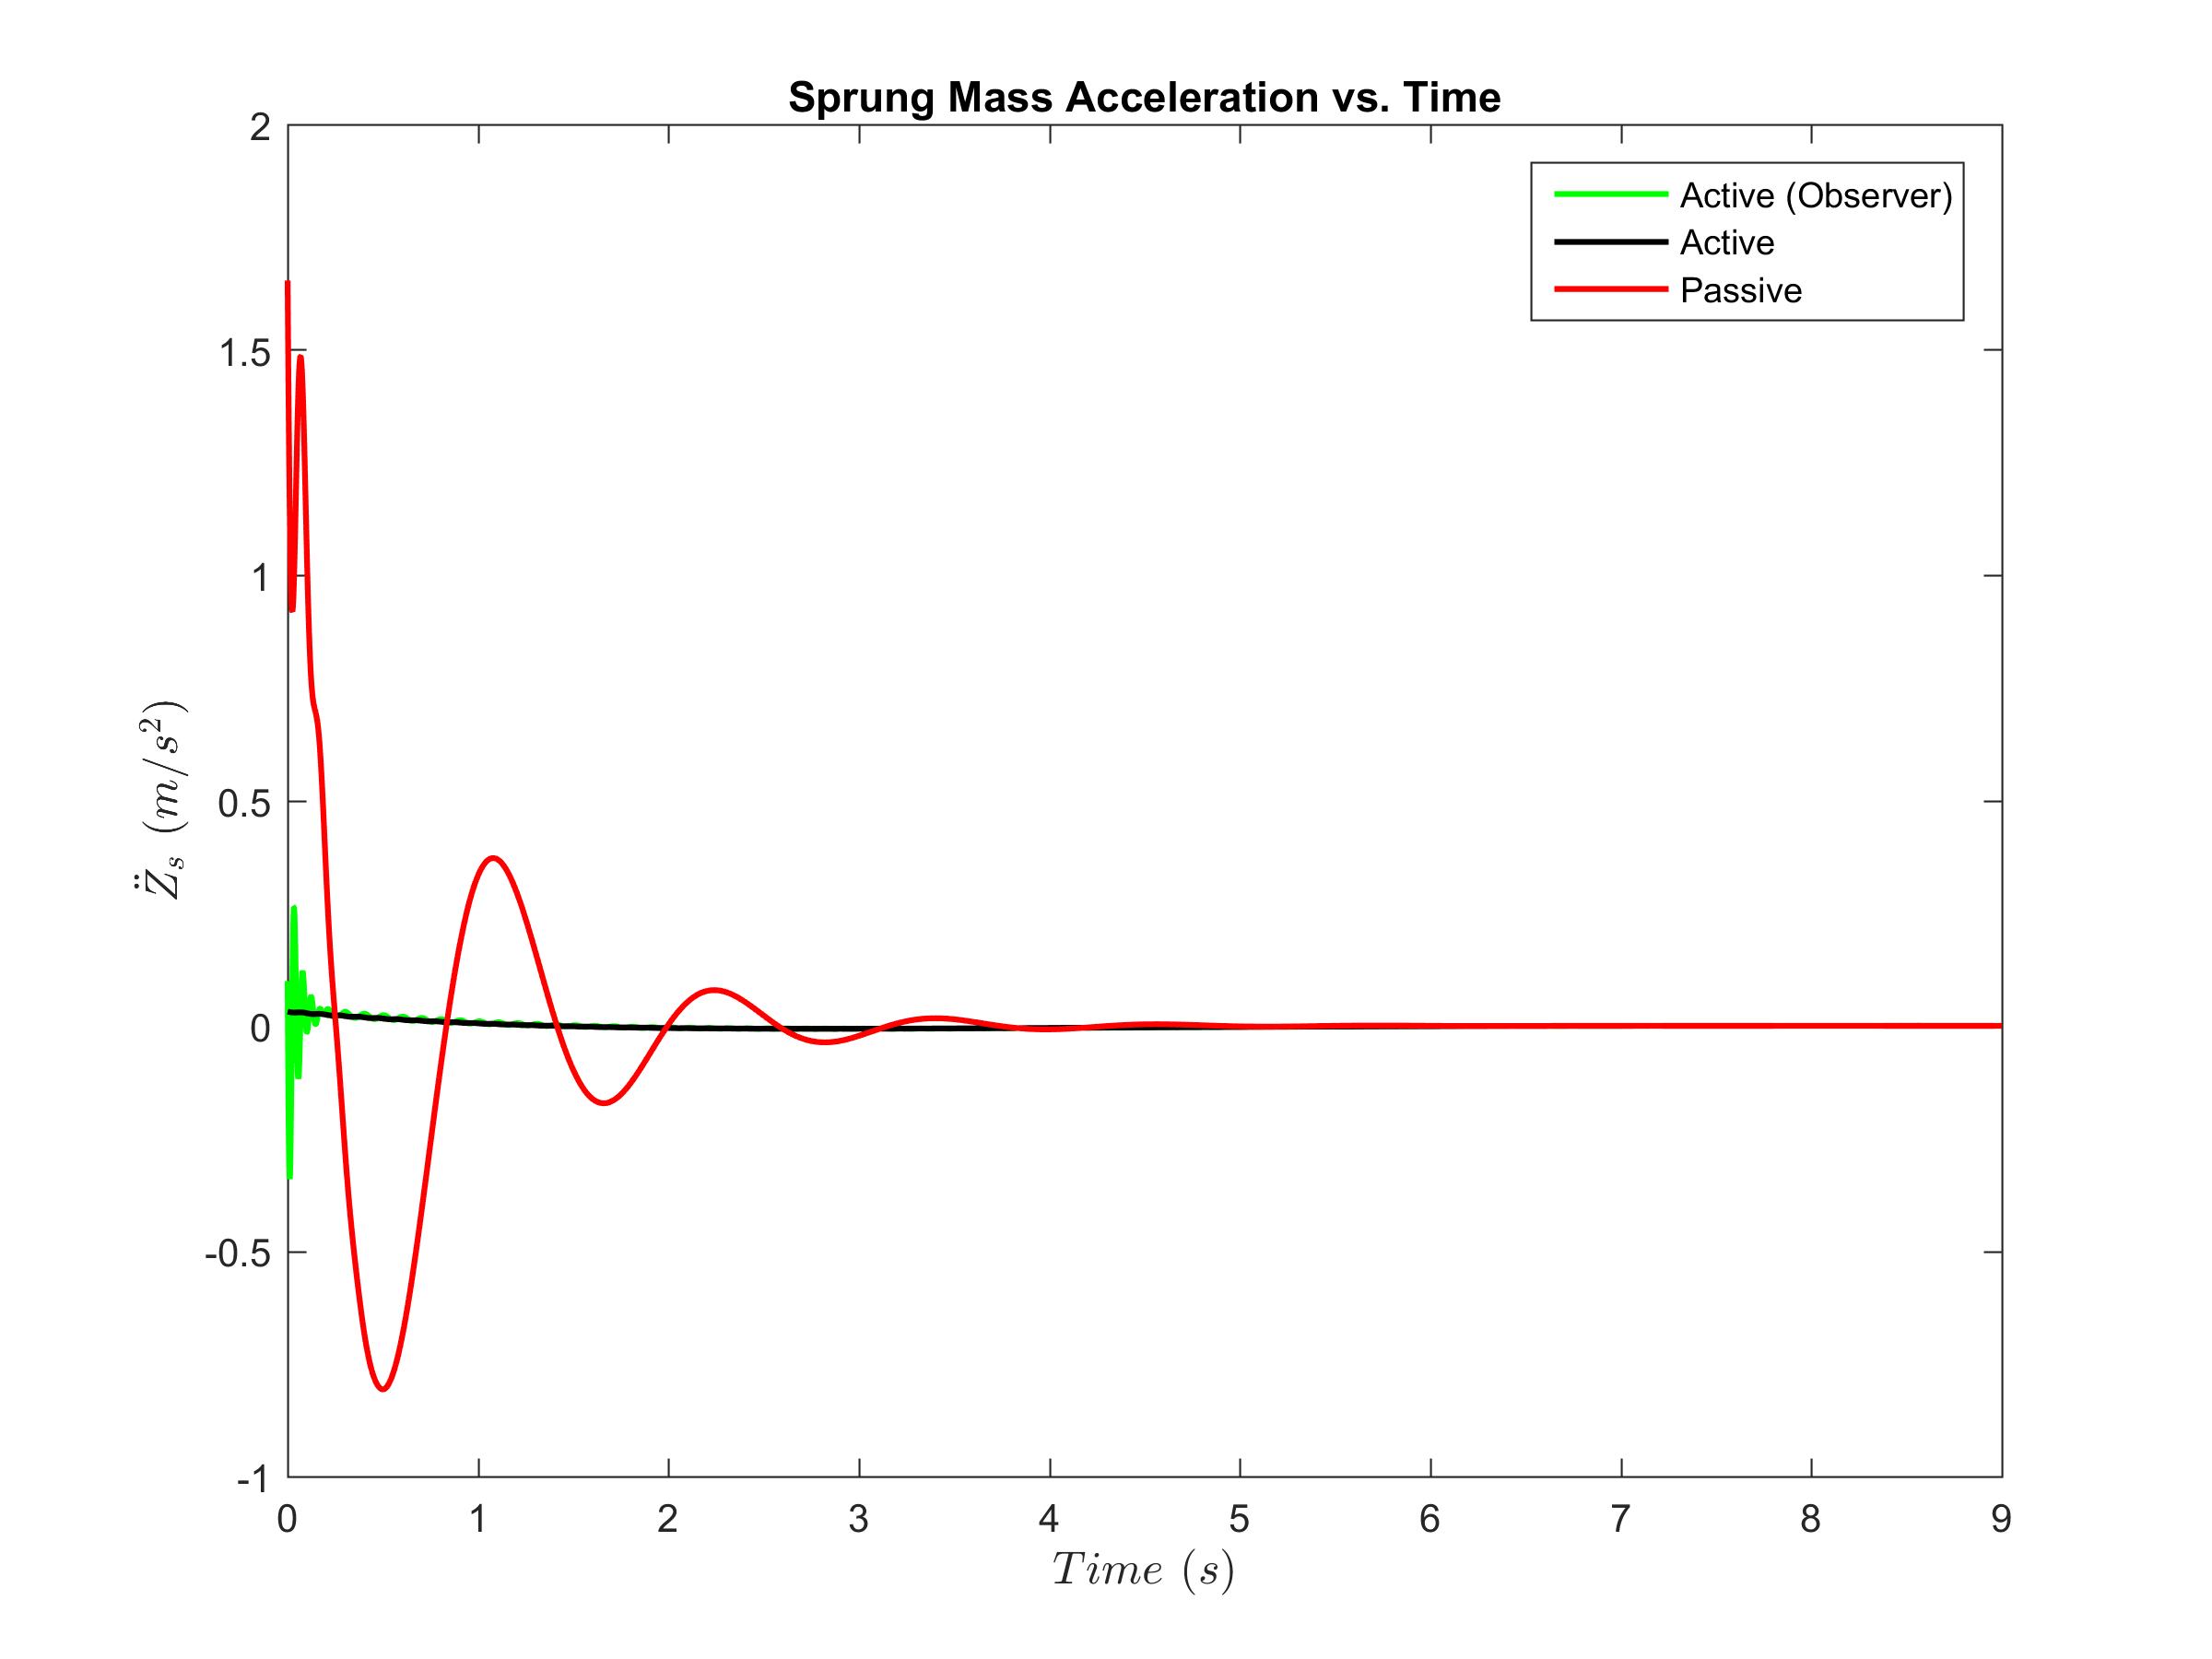 Sprung Mass Acceleration vs. Time
2
1.5
1
0.5
0
-0.5
-1
Z̈ₛ (m/s²)
Active (Observer)
Active
Passive
0 1 2 3 4 5 6 7 8 9
Time (s)